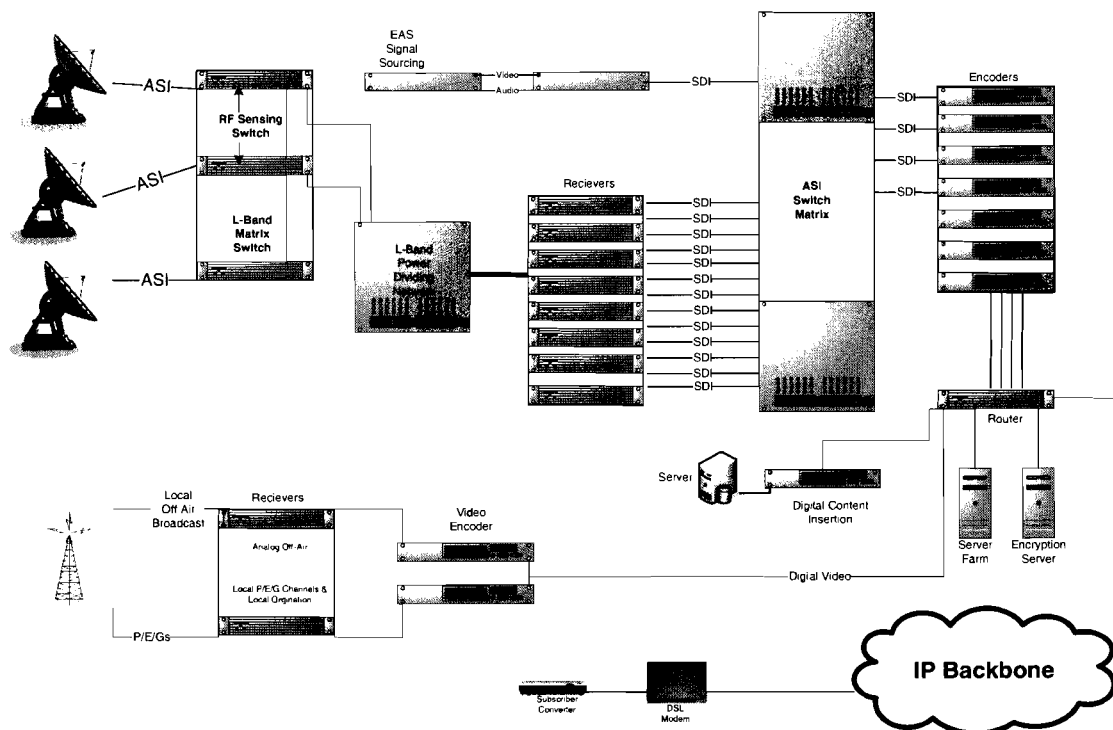 EAS
Signal
Sourcing
Video
Audio
SDI
Encoders
ASI
RF Sensing
Switch
ASI
L-Band
Matrix
Switch
ASI
L-Band
Power
Dividing
Recievers
SDI
SDI
SDI
SDI
SDI
SDI
SDI
SDI
SDI
SDI
SDI
SDI
SDI
ASI
Switch
Matrix
SDI
SDI
SDI
SDI
Router
Server
Digital Content
Insertion
Server
Farm
Encryption
Server
Local
Off Air
Broadcast
Recievers
Analog Off-Air
Local P/E/G Channels &
Local Orgination
P/E/Gs
Video
Encoder
Digial Video
Subscriber
Converter
DSL
Modem
IP Backbone